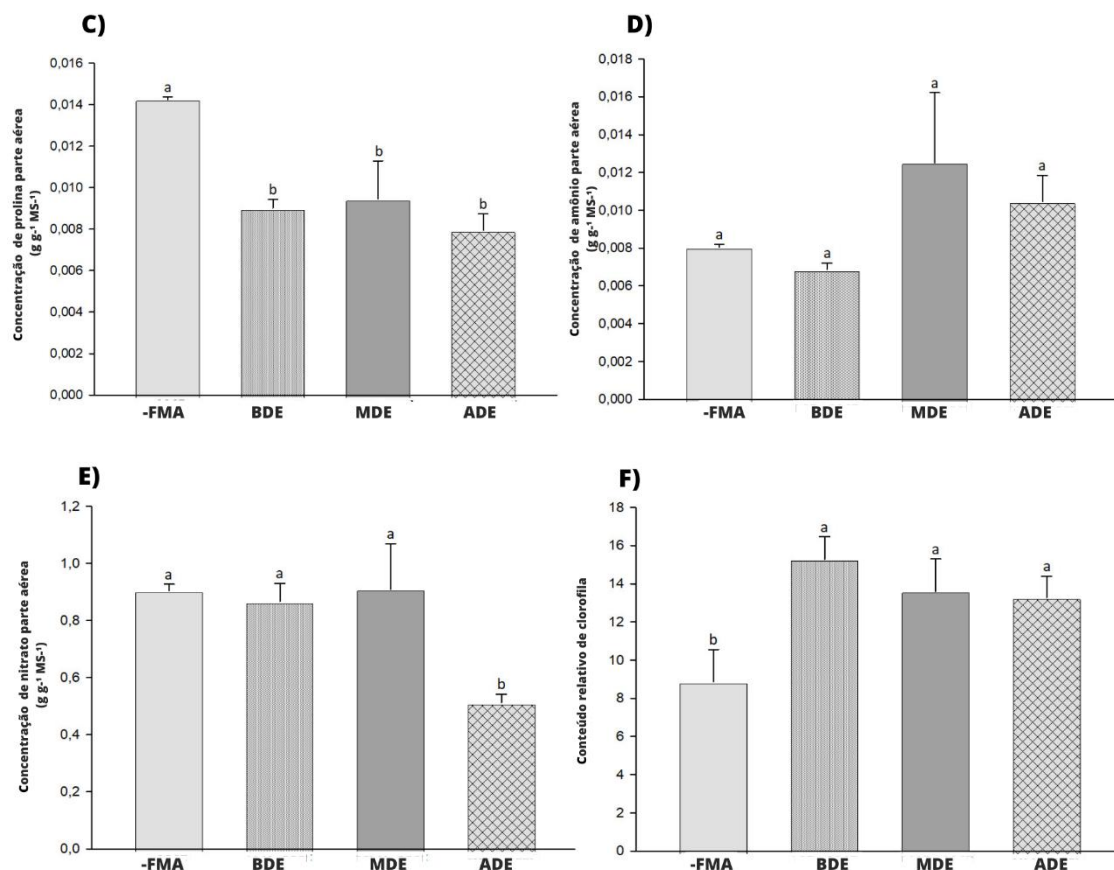 C)
Concentração de prolina parte aérea
(g g-¹ MS-¹)
0,016
0,014
0,012
0,010
0,008
0,006
0,004
0,002
0,000
a
b
b
b
-FMA BDE MDE ADE
D)
Concentração de amônio parte aérea
(g g-¹ MS-¹)
0,018
0,016
0,014
0,012
0,010
0,008
0,006
0,004
0,002
0,000
a
a
a
a
-FMA BDE MDE ADE
E)
Concentração de nitrato parte aérea
(g g-¹ MS-¹)
1,2
1,0
0,8
0,6
0,4
0,2
0,0
a
a
a
b
-FMA BDE MDE ADE
F)
Conteúdo relativo de clorofila
18
16
14
12
10
8
6
4
2
0
b
a
a
a
-FMA BDE MDE ADE